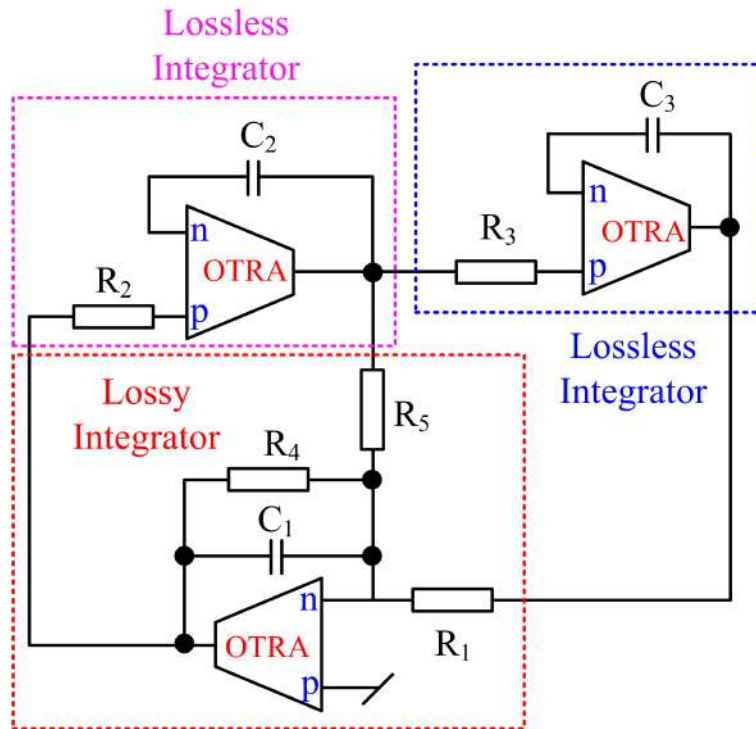 Lossless
Integrator
C2
n
OTRA
p
R2
C3
n
OTRA
p
R3
Lossless
Integrator
Lossy
Integrator
R5
R4
C1
n
OTRA
p
R1